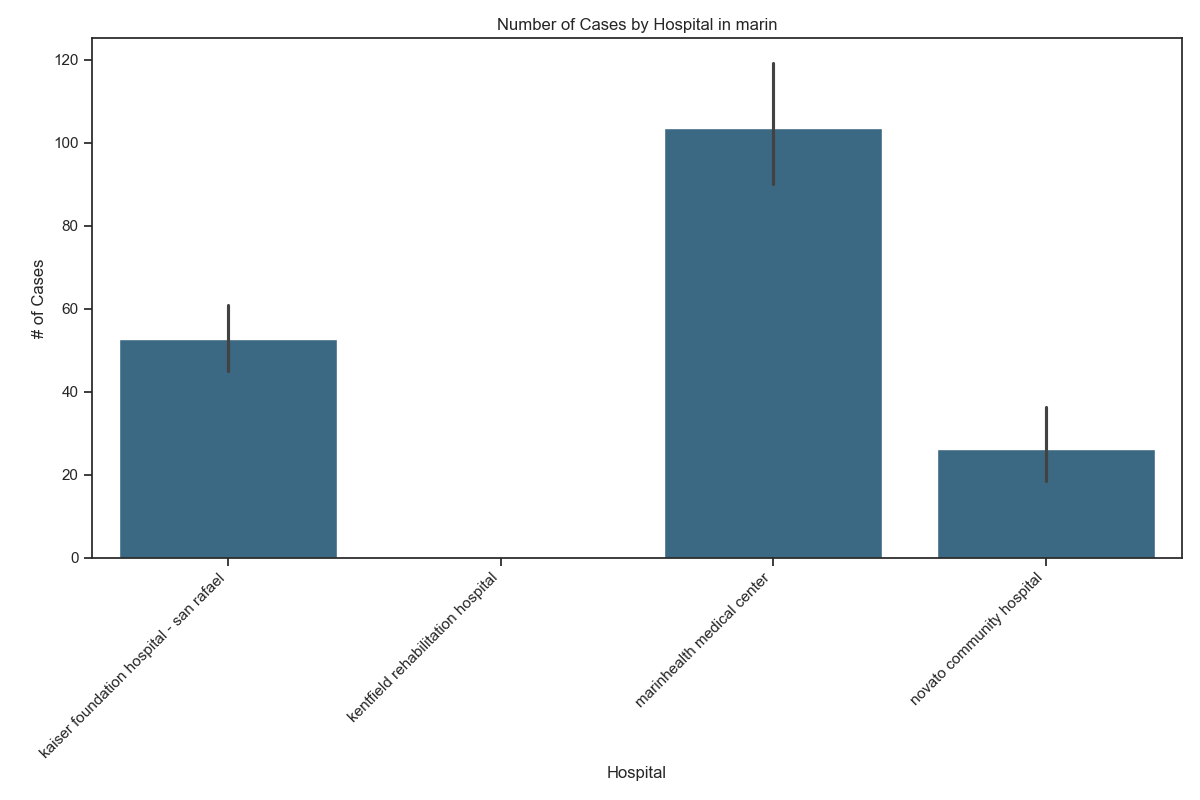 Number of Cases by Hospital in marin
120
100
80
60
40
20
0
# of Cases
kaiser foundation hospital - san rafael
kentfield rehabilitation hospital
marinhealth medical center
novato community hospital
Hospital